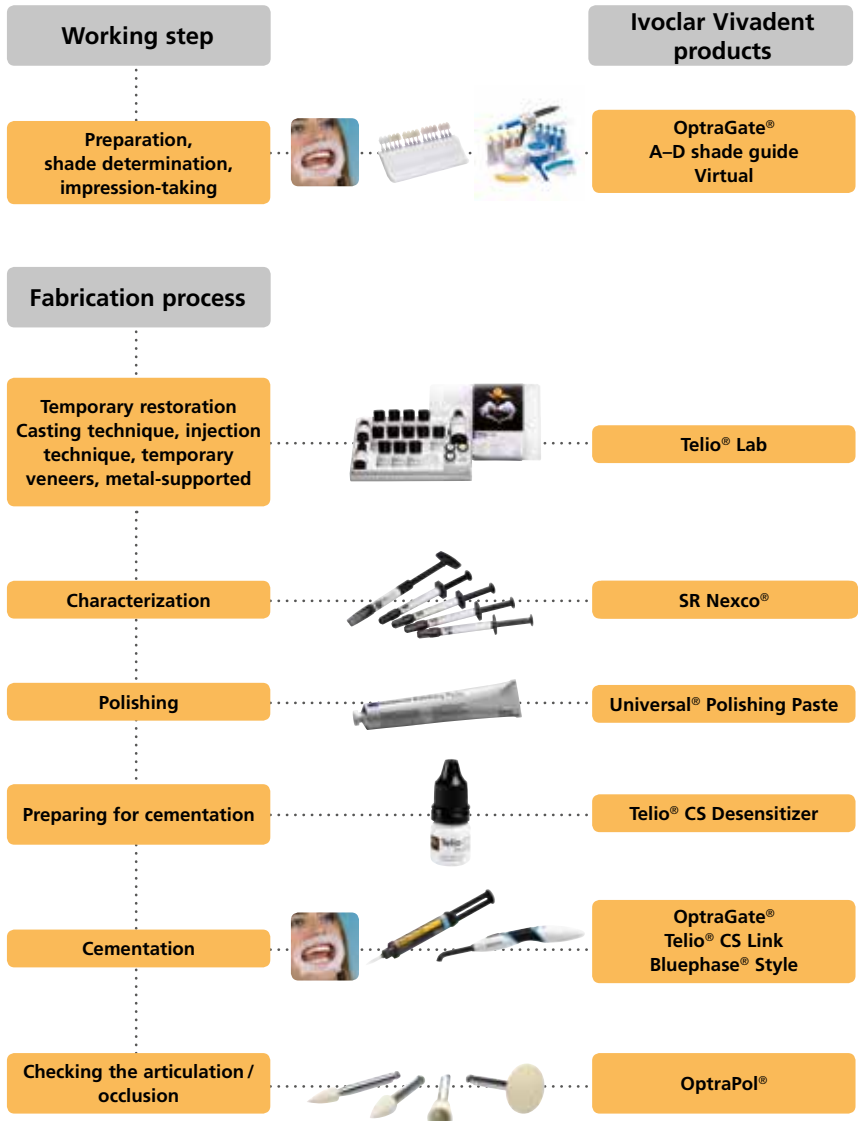 Working step
Ivoclar Vivadent
products
Preparation,
shade determination,
impression-taking
OptraGate®
A–D shade guide
Virtual
Fabrication process
Temporary restoration
Casting technique, injection
technique, temporary
veneers, metal-supported
Telio® Lab
Characterization
SR Nexco®
Polishing
Universal® Polishing Paste
Preparing for cementation
Telio
Telio® CS Desensitizer
Cementation
OptraGate®
Telio® CS Link
Bluephase® Style
Checking the articulation /
occlusion
OptraPol®